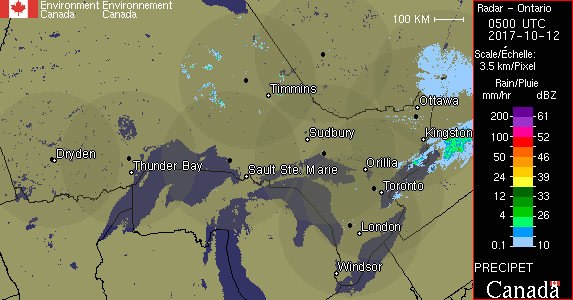 Environment Environnement
Canada Canada
100 KM
Timmins
Ottawa
Sudbury
Kingston
Dryden
Thunder Bay
Sault Ste. Marie
Orillia
Toronto
London
Windsor
Radar - Ontario
0500 UTC
2017-10-12
Scale/Échelle:
3.5 km/Pixel
Rain/Pluie
mm/hr dBZ
200 61
100 52
50 46
24 39
12 33
4 26
0.1 10
PRECIPET
Canada